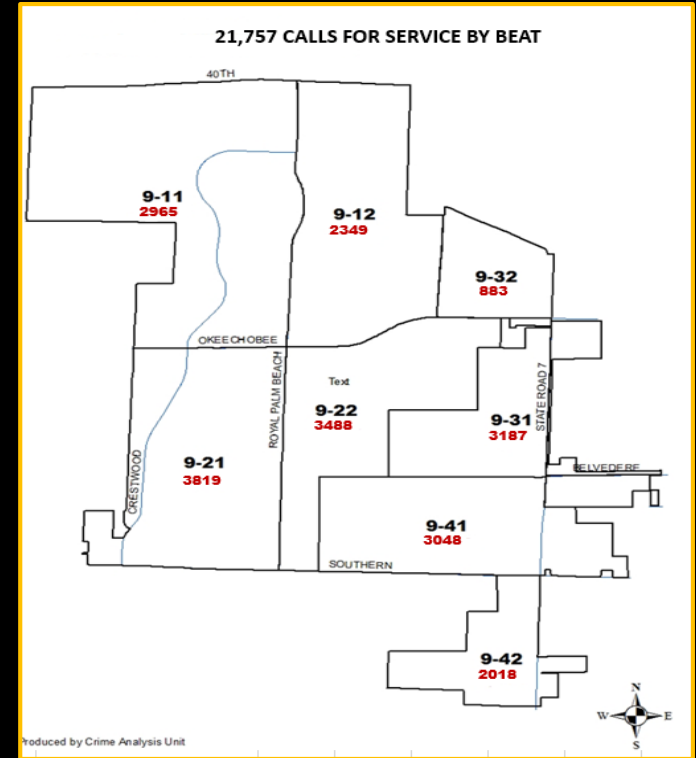 21,757 CALLS FOR SERVICE BY BEAT
40TH
9-11
2965
9-12
2349
9-32
883
OKEECHOBEE
ROYAL PALM BEACH
Text
9-22
3488
STATE ROAD 7
9-31
3187
CRESTWOOD
9-21
3819
BELVEDERE
9-41
3048
SOUTHERN
9-42
2018
N
W
E
S
Produced by Crime Analysis Unit